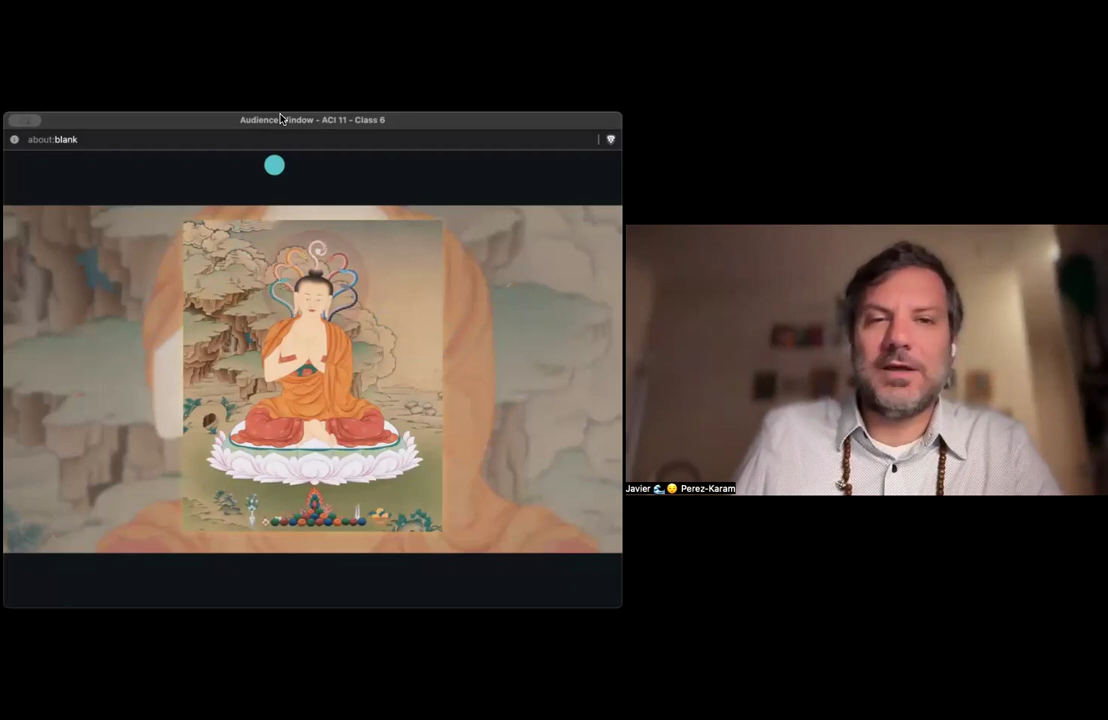 Audience Window - ACI 11 - Class 6
about:blank
Javier 🌊😏 Perez-Karam